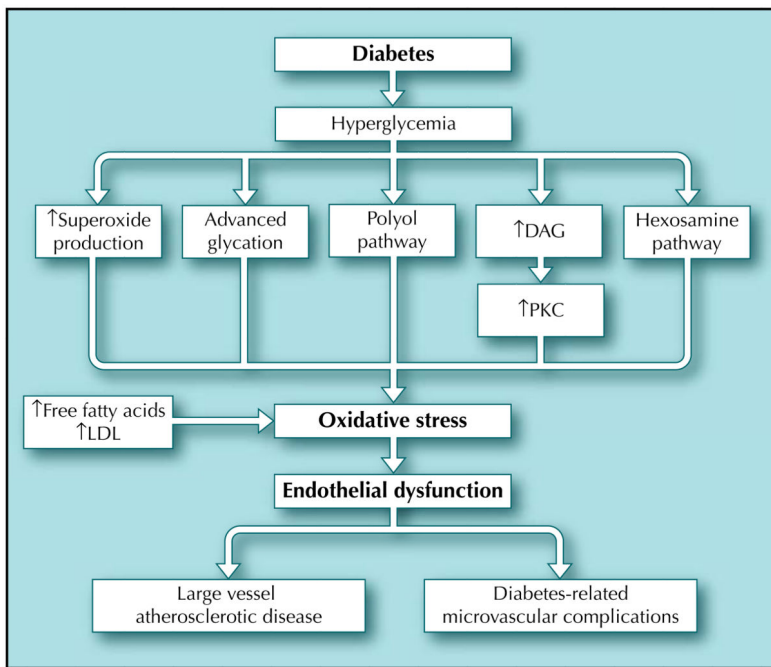 Diabetes
Hyperglycemia
↑Superoxide
production
Advanced
glycation
Polyol
pathway
↑DAG
Hexosamine
pathway
↑PKC
↑Free fatty acids
↑LDL
Oxidative stress
Endothelial dysfunction
Large vessel
atherosclerotic disease
Diabetes-related
microvascular complications